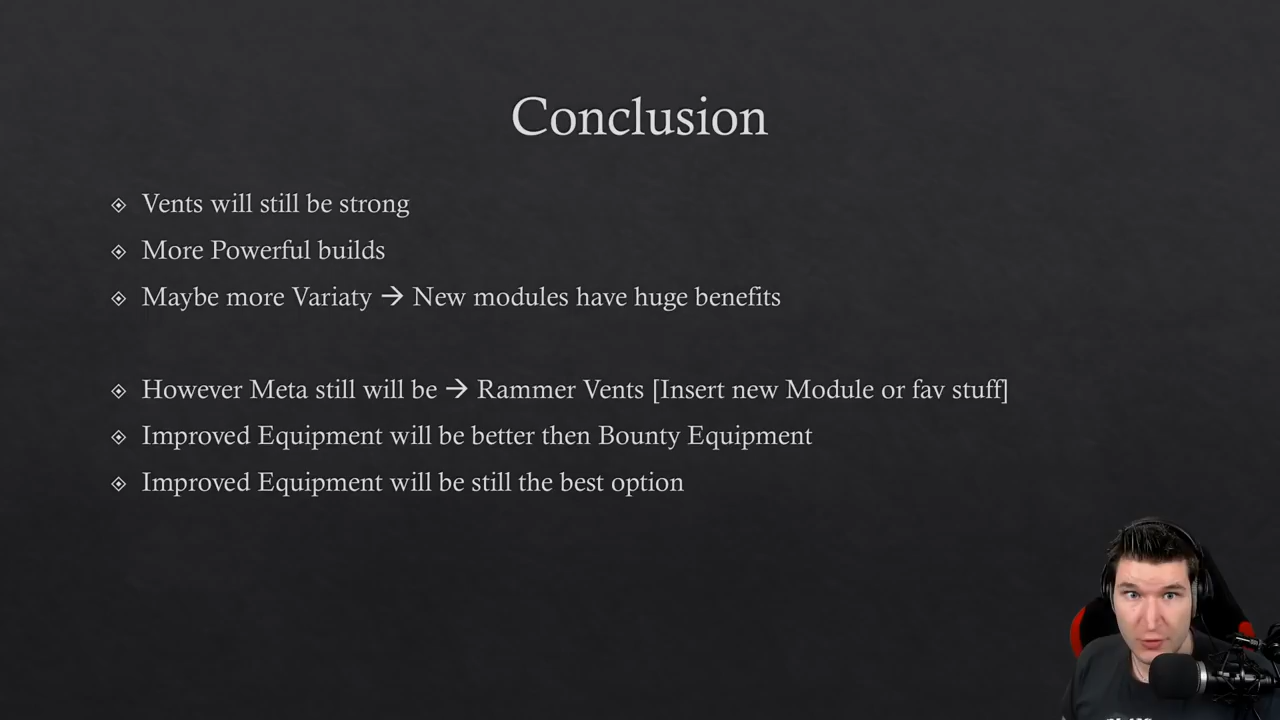 Conclusion
Vents will still be strong
More Powerful builds
Maybe more Variaty → New modules have huge benefits
However Meta still will be → Rammer Vents [Insert new Module or fav stuff]
Improved Equipment will be better then Bounty Equipment
Improved Equipment will be still the best option